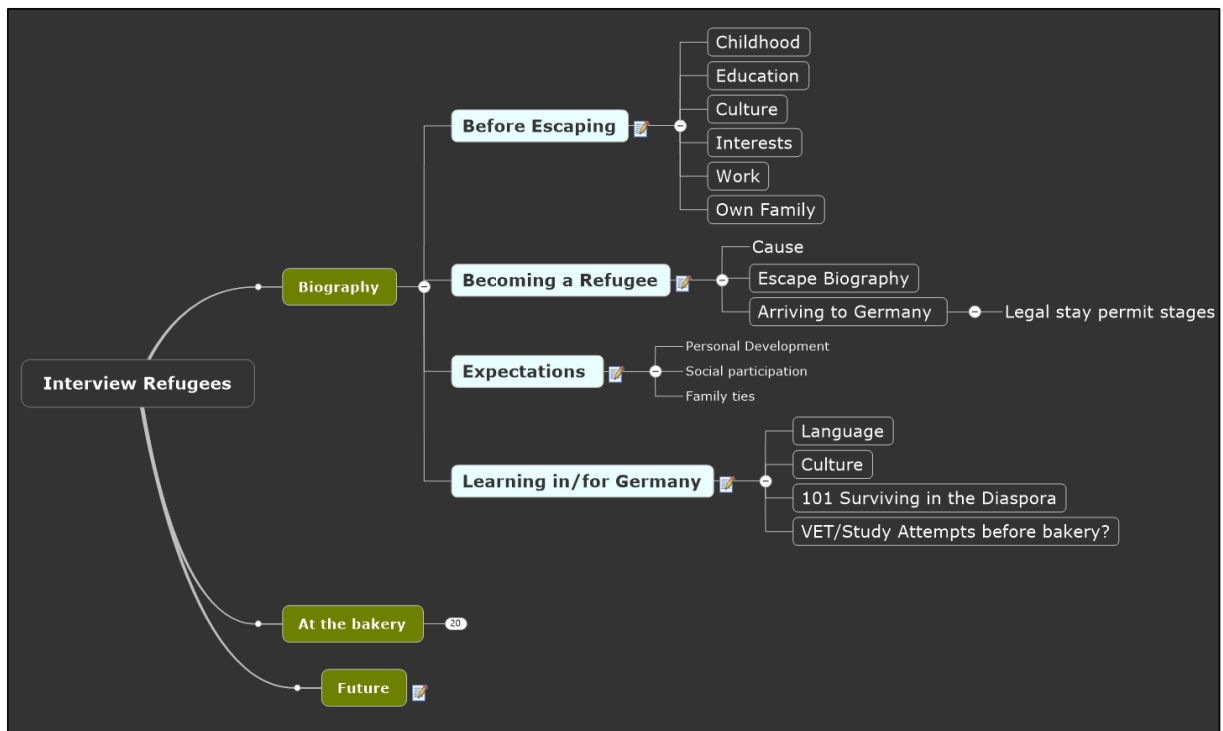 Interview Refugees
Biography
Before Escaping
Childhood
Education
Culture
Interests
Work
Own Family
Becoming a Refugee
Cause
Escape Biography
Arriving to Germany
Legal stay permit stages
Expectations
Personal Development
Social participation
Family ties
Learning in/for Germany
Language
Culture
101 Surviving in the Diaspora
VET/Study Attempts before bakery?
At the bakery
20
Future